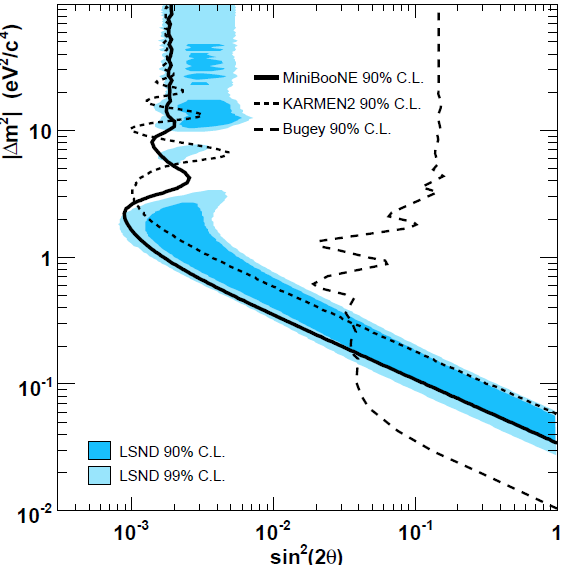 |Δm²| (eV²/c⁴)
MiniBooNE 90% C.L.
KARMEN2 90% C.L.
Bugey 90% C.L.
10
1
10⁻¹
LSND 90% C.L.
LSND 99% C.L.
10⁻²
10⁻³ 10⁻² 10⁻¹ 1
sin²(2θ)